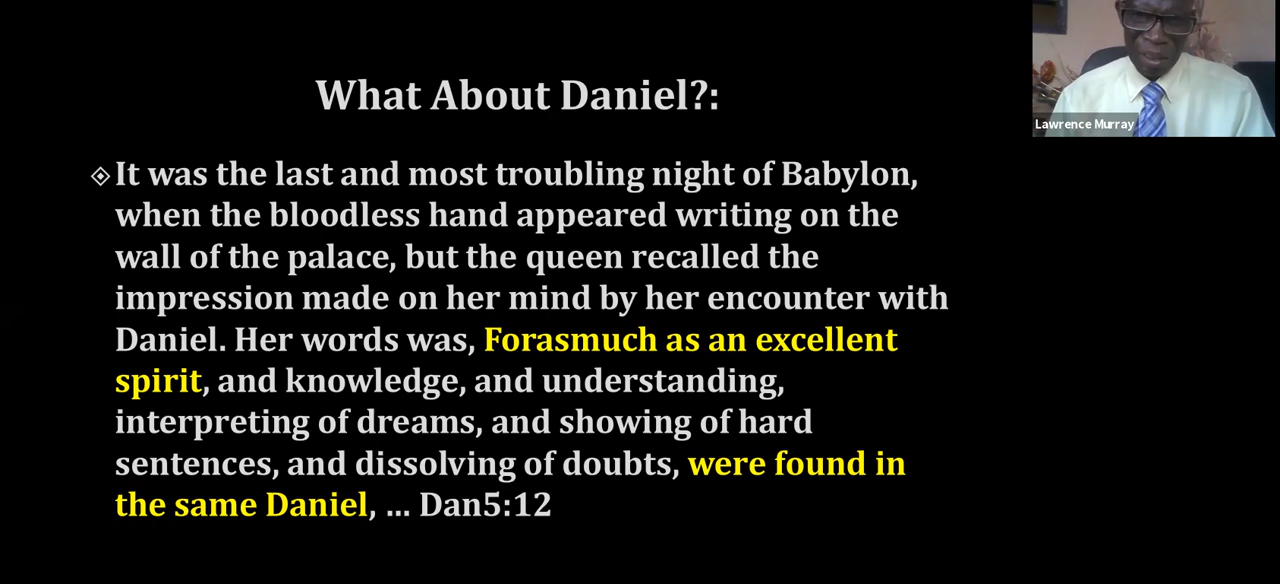 What About Daniel?:
It was the last and most troubling night of Babylon,
when the bloodless hand appeared writing on the
wall of the palace, but the queen recalled the
impression made on her mind by her encounter with
Daniel. Her words was, Forasmuch as an excellent
spirit, and knowledge, and understanding,
interpreting of dreams, and showing of hard
sentences, and dissolving of doubts, were found in
the same Daniel, ... Dan5:12
Lawrence Murray